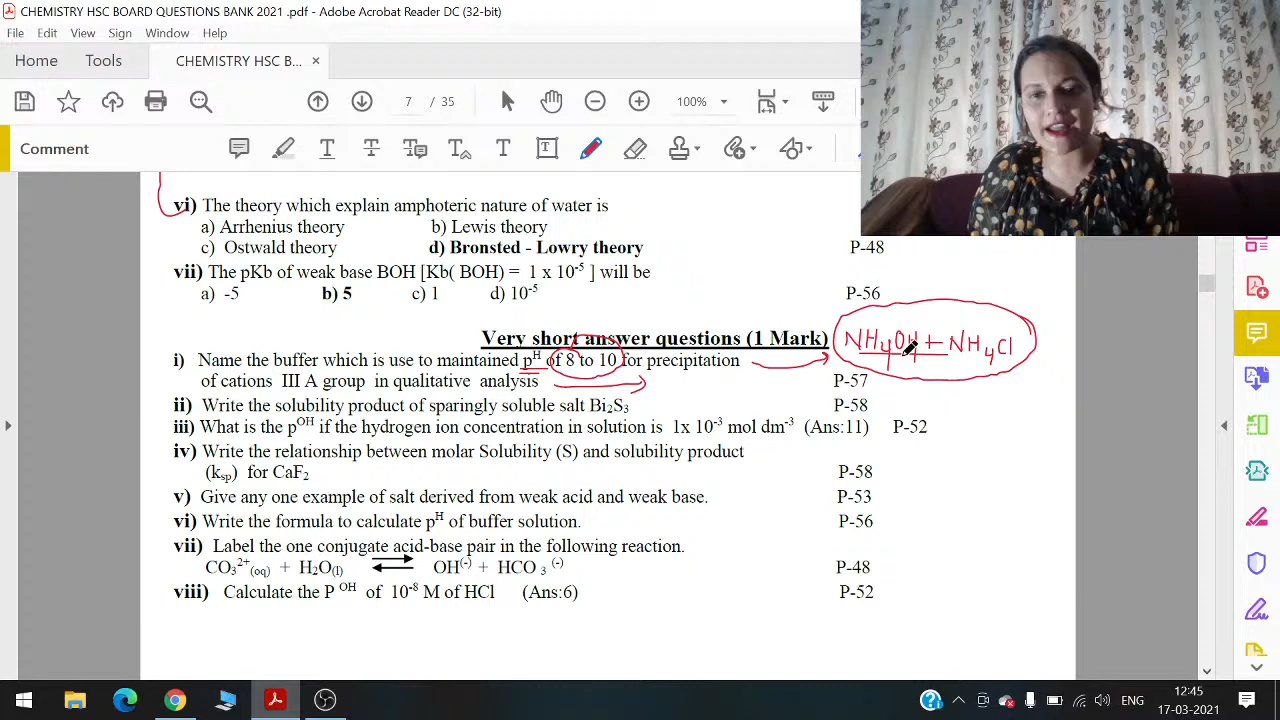 CHEMISTRY HSC BOARD QUESTIONS BANK 2021 .pdf - Adobe Acrobat Reader DC (32-bit)
File Edit View Sign Window Help
Home Tools CHEMISTRY HSC B... ×
7 / 35 100%
Comment
vi) The theory which explain amphoteric nature of water is
a) Arrhenius theory b) Lewis theory
c) Ostwald theory d) Bronsted - Lowry theory P-48
vii) The pKb of weak base BOH [Kb( BOH) = 1 x 10⁻⁵ ] will be
a) -5 b) 5 c) 1 d) 10⁻⁵ P-56
Very short answer questions (1 Mark) NH₄OH + NH₄Cl
i) Name the buffer which is use to maintained pᴴ of 8 to 10 for precipitation
of cations III A group in qualitative analysis P-57
ii) Write the solubility product of sparingly soluble salt Bi₂S₃ P-58
iii) What is the pᴼᴴ if the hydrogen ion concentration in solution is 1x 10⁻³ mol dm⁻³ (Ans:11) P-52
iv) Write the relationship between molar Solubility (S) and solubility product
(kₛₚ) for CaF₂ P-58
v) Give any one example of salt derived from weak acid and weak base. P-53
vi) Write the formula to calculate pᴴ of buffer solution. P-56
vii) Label the one conjugate acid-base pair in the following reaction.
CO₃²⁺(oq) + H₂O(l) OH⁽⁻⁾ + HCO ₃ ⁽⁻⁾ P-48
viii) Calculate the P ᴼᴴ of 10⁻⁸ M of HCl (Ans:6) P-52
ENG 12:45
17-03-2021